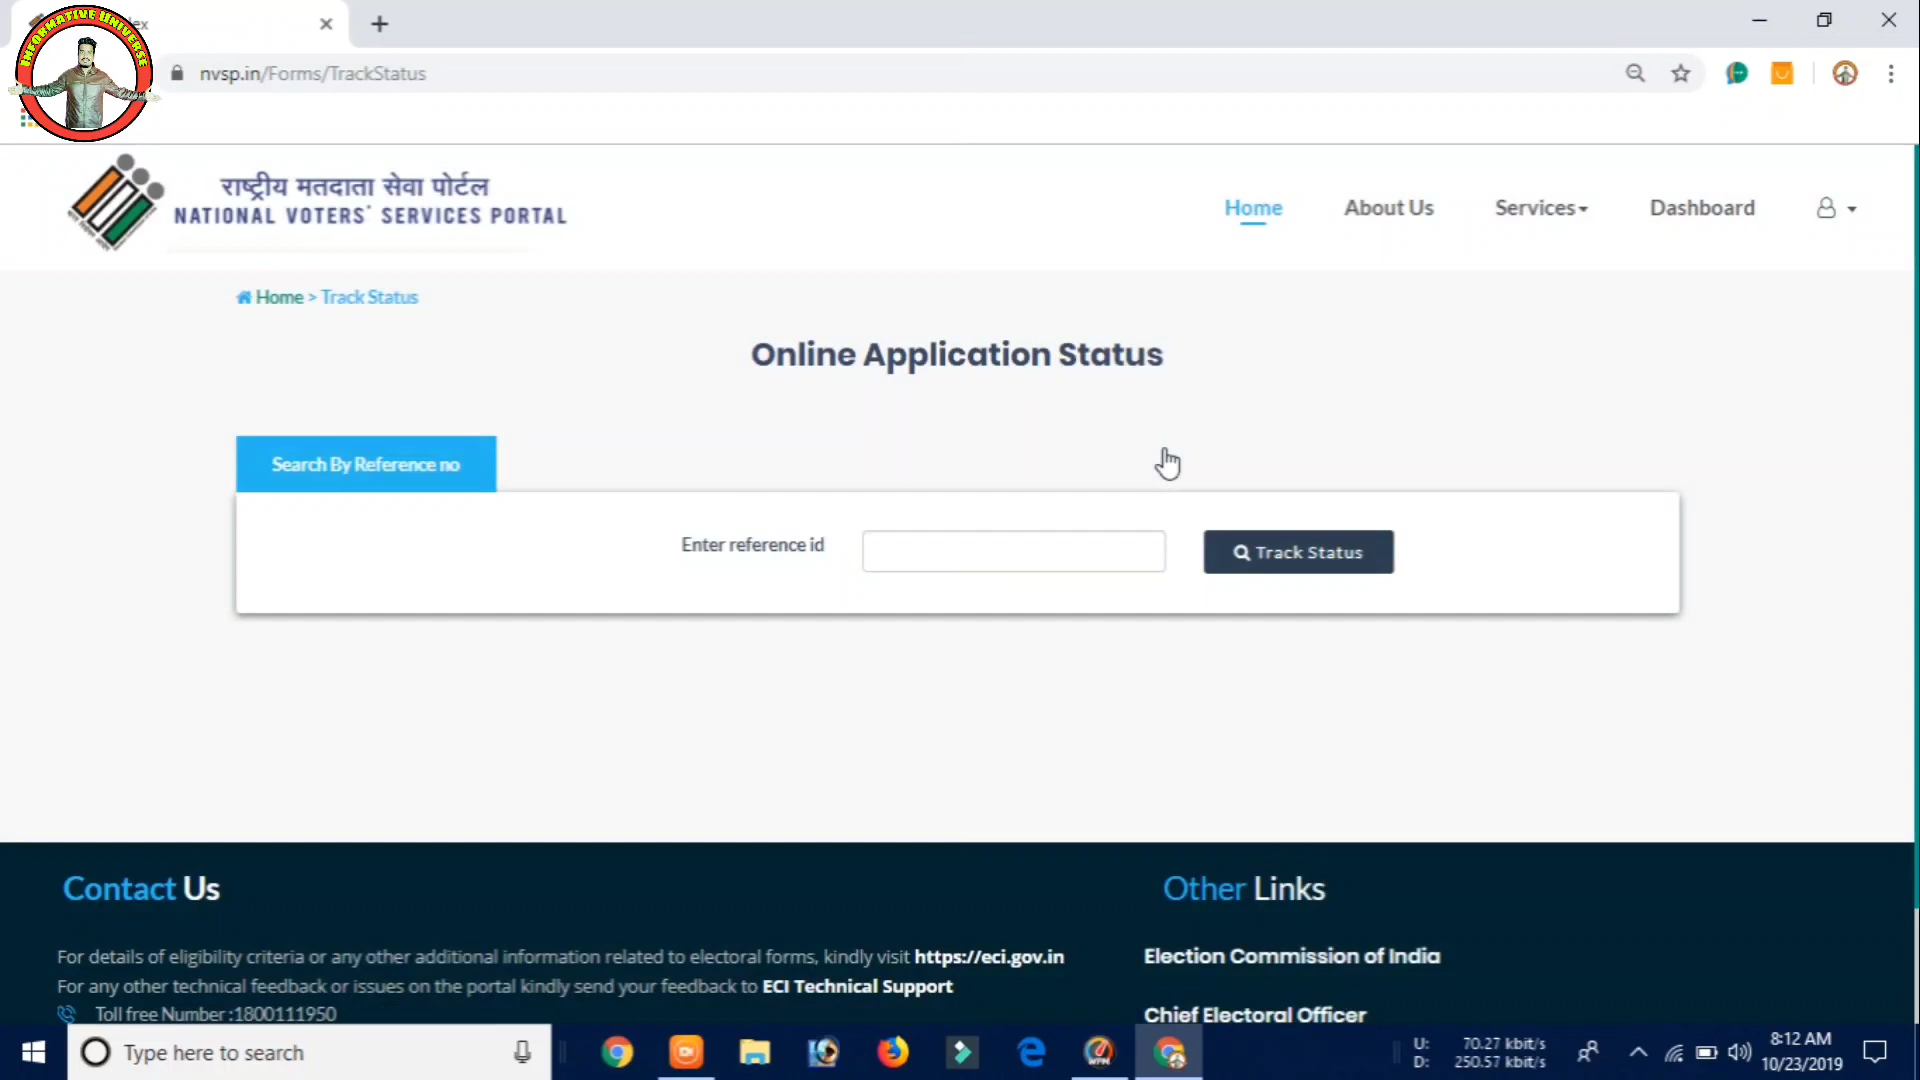 INFORMATIVE UNIVERSE
ex
nvsp.in/Forms/TrackStatus
राष्ट्रीय मतदाता सेवा पोर्टल
NATIONAL VOTERS' SERVICES PORTAL
Home
About Us
Services
Dashboard
Home > Track Status
Online Application Status
Search By Reference no
Enter reference id
Track Status
Contact Us
Other Links
For details of eligibility criteria or any other additional information related to electoral forms, kindly visit https://eci.gov.in
Election Commission of India
For any other technical feedback or issues on the portal kindly send your feedback to ECI Technical Support
Toll free Number :1800111950
Chief Electoral Officer
Type here to search
U: 70.27 kbit/s
D: 250.57 kbit/s
8:12 AM
10/23/2019